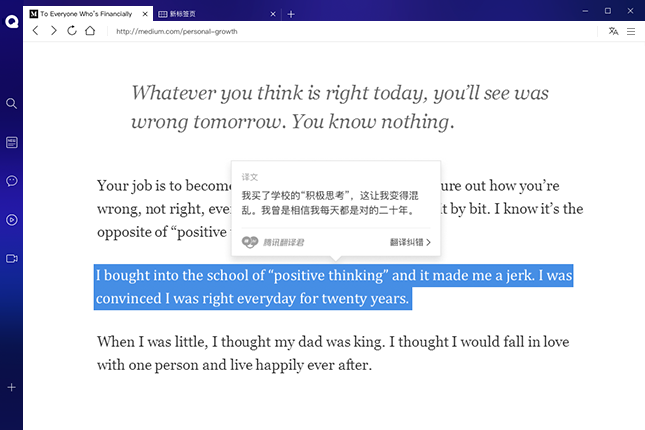 To Everyone Who's Financially
新标签页
http://medium.com/personal-growth
Whatever you think is right today, you'll see was
wrong tomorrow. You know nothing.
译文
我买了学校的“积极思考”，这让我变得混
乱。我曾是相信我每天都是对的二十年。
腾讯翻译君
翻译纠错
Your job is to become ure out how you're
wrong, not right, eve t by bit. I know it's the
opposite of “positive
I bought into the school of “positive thinking” and it made me a jerk. I was
convinced I was right everyday for twenty years.
When I was little, I thought my dad was king. I thought I would fall in love
with one person and live happily ever after.